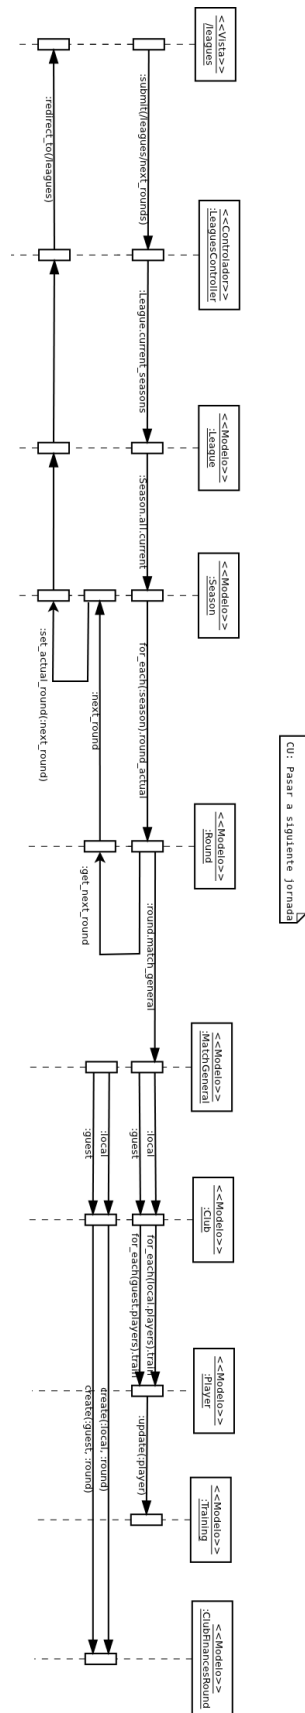 CU: Pasar a siguiente jornada
<<Vista>>
/leagues
<<Controlador>>
:LeaguesController
<<Modelo>>
:League
<<Modelo>>
:Season
<<Modelo>>
:Round
<<Modelo>>
:MatchGeneral
<<Modelo>>
:Club
<<Modelo>>
:Player
<<Modelo>>
:Training
<<Modelo>>
:ClubFinancesRound
:submit(/leagues/next_rounds)
:League.current_seasons
:Season.all.current
for_each(:season).round_actual
:round.match_general
:local
:guest
for_each(local.players).train
for_each(guest.players).train
:update(:player)
:get_next_round
:next_round
:set_actual_round(:next_round)
:local
:guest
create(:local, :round)
create(:guest, :round)
:redirect_to(/leagues)